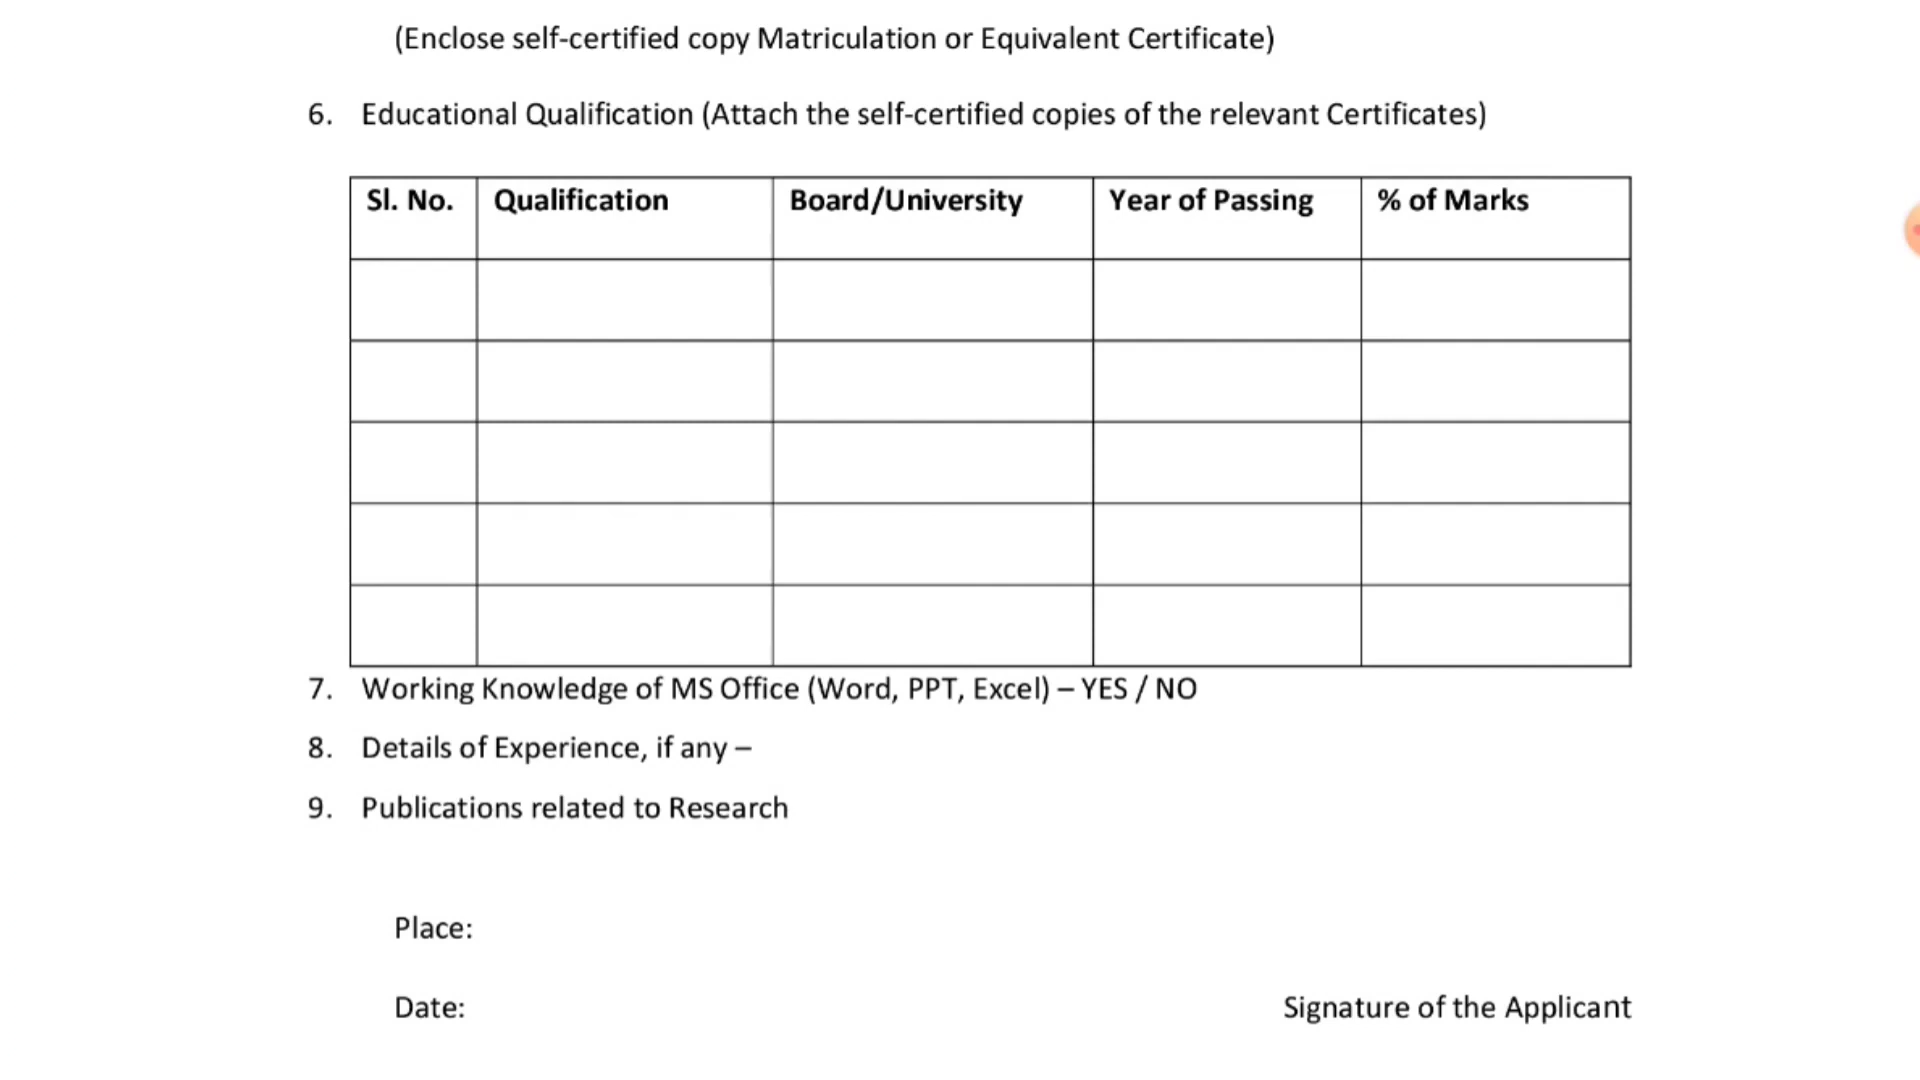 (Enclose self-certified copy Matriculation or Equivalent Certificate)
6. Educational Qualification (Attach the self-certified copies of the relevant Certificates)
Sl. No. Qualification Board/University Year of Passing % of Marks
7. Working Knowledge of MS Office (Word, PPT, Excel) – YES / NO
8. Details of Experience, if any –
9. Publications related to Research
Place:
Date: Signature of the Applicant